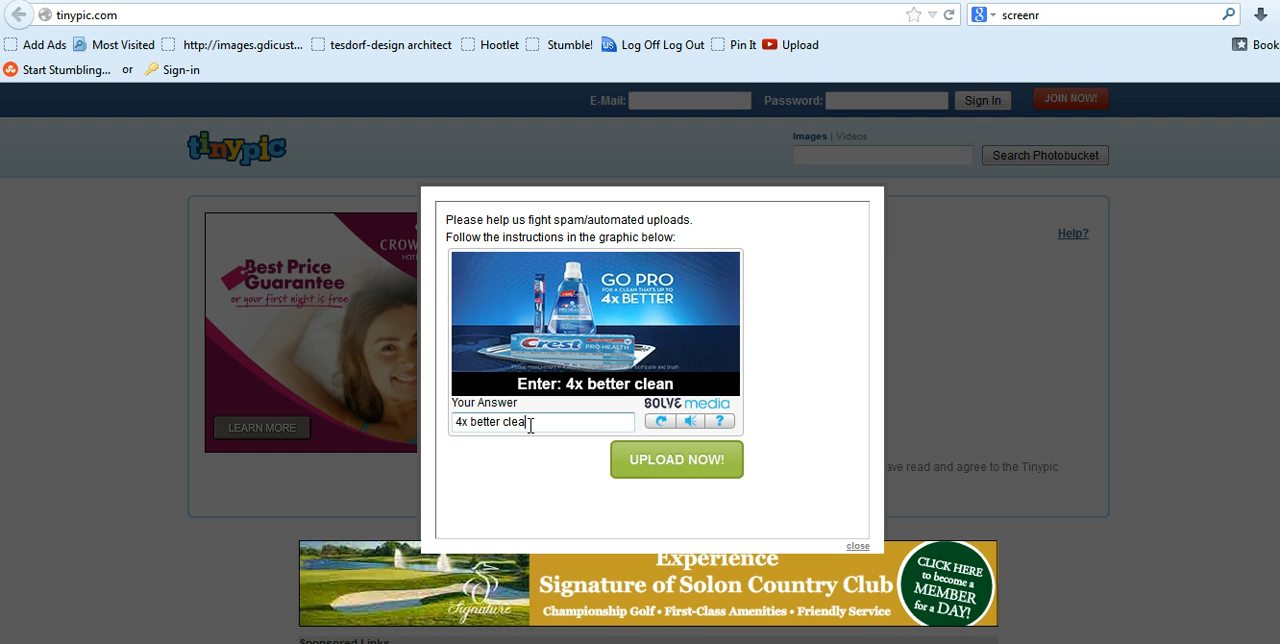 tinypic.com
screenr
Add Ads Most Visited http://images.gdicust... tesdorf-design architect Hootlet Stumble! Log Off Log Out Pin It Upload Book
Start Stumbling... or Sign-in
E-Mail: Password: Sign In JOIN NOW!
tinypic
Images | Videos
Search Photobucket
CROW
HOT
Best Price
Guarantee
or your first night is free
LEARN MORE
Help?
Please help us fight spam/automated uploads.
Follow the instructions in the graphic below:
GO PRO
FOR A CLEAN THAT'S UP TO
4x BETTER
Crest PRO-HEALTH
Enter: 4x better clean
Your Answer
SOLVE media
4x better clea
?
UPLOAD NOW!
ave read and agree to the Tinypic
close
Experience
Signature of Solon Country Club
Championship Golf • First-Class Amenities • Friendly Service
Signature
CLICK HERE
to become a
MEMBER
for a DAY!
Sponsored Links